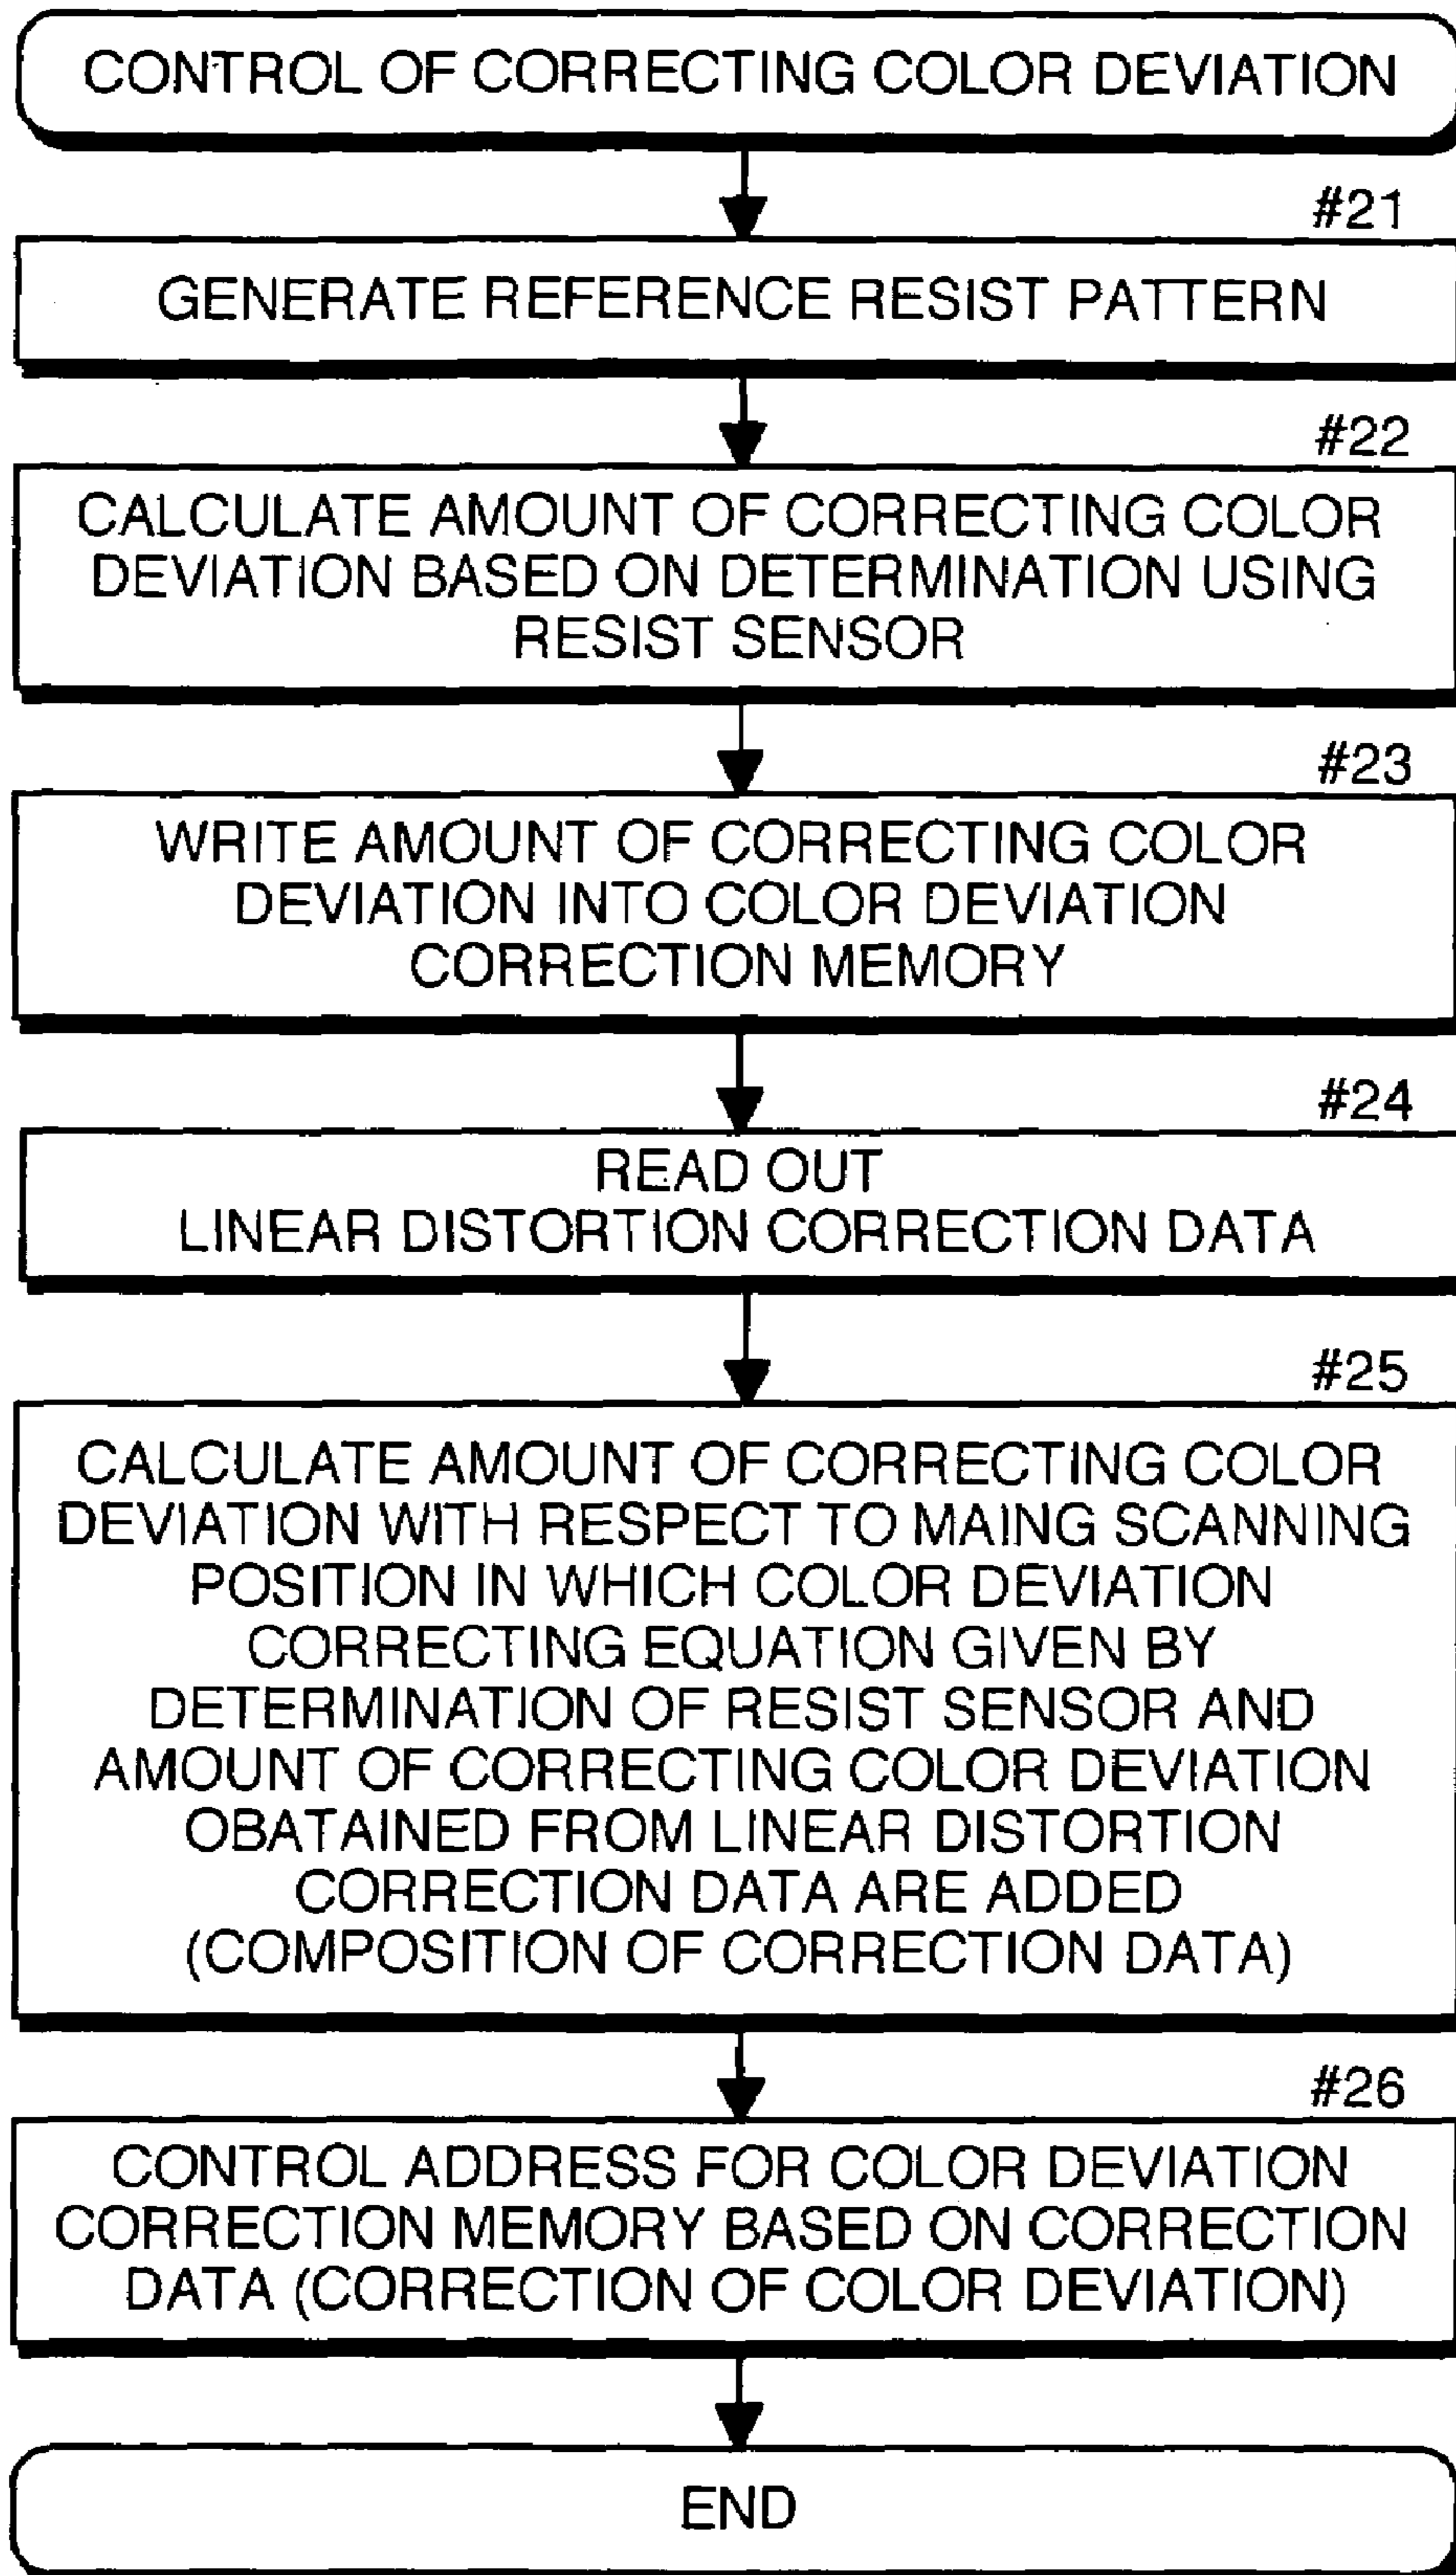 CONTROL OF CORRECTING COLOR DEVIATION
#21
GENERATE REFERENCE RESIST PATTERN
#22
CALCULATE AMOUNT OF CORRECTING COLOR
DEVIATION BASED ON DETERMINATION USING
RESIST SENSOR
#23
WRITE AMOUNT OF CORRECTING COLOR
DEVIATION INTO COLOR DEVIATION
CORRECTION MEMORY
#24
READ OUT
LINEAR DISTORTION CORRECTION DATA
#25
CALCULATE AMOUNT OF CORRECTING COLOR
DEVIATION WITH RESPECT TO MAING SCANNING
POSITION IN WHICH COLOR DEVIATION
CORRECTING EQUATION GIVEN BY
DETERMINATION OF RESIST SENSOR AND
AMOUNT OF CORRECTING COLOR DEVIATION
OBATAINED FROM LINEAR DISTORTION
CORRECTION DATA ARE ADDED
(COMPOSITION OF CORRECTION DATA)
#26
CONTROL ADDRESS FOR COLOR DEVIATION
CORRECTION MEMORY BASED ON CORRECTION
DATA (CORRECTION OF COLOR DEVIATION)
END